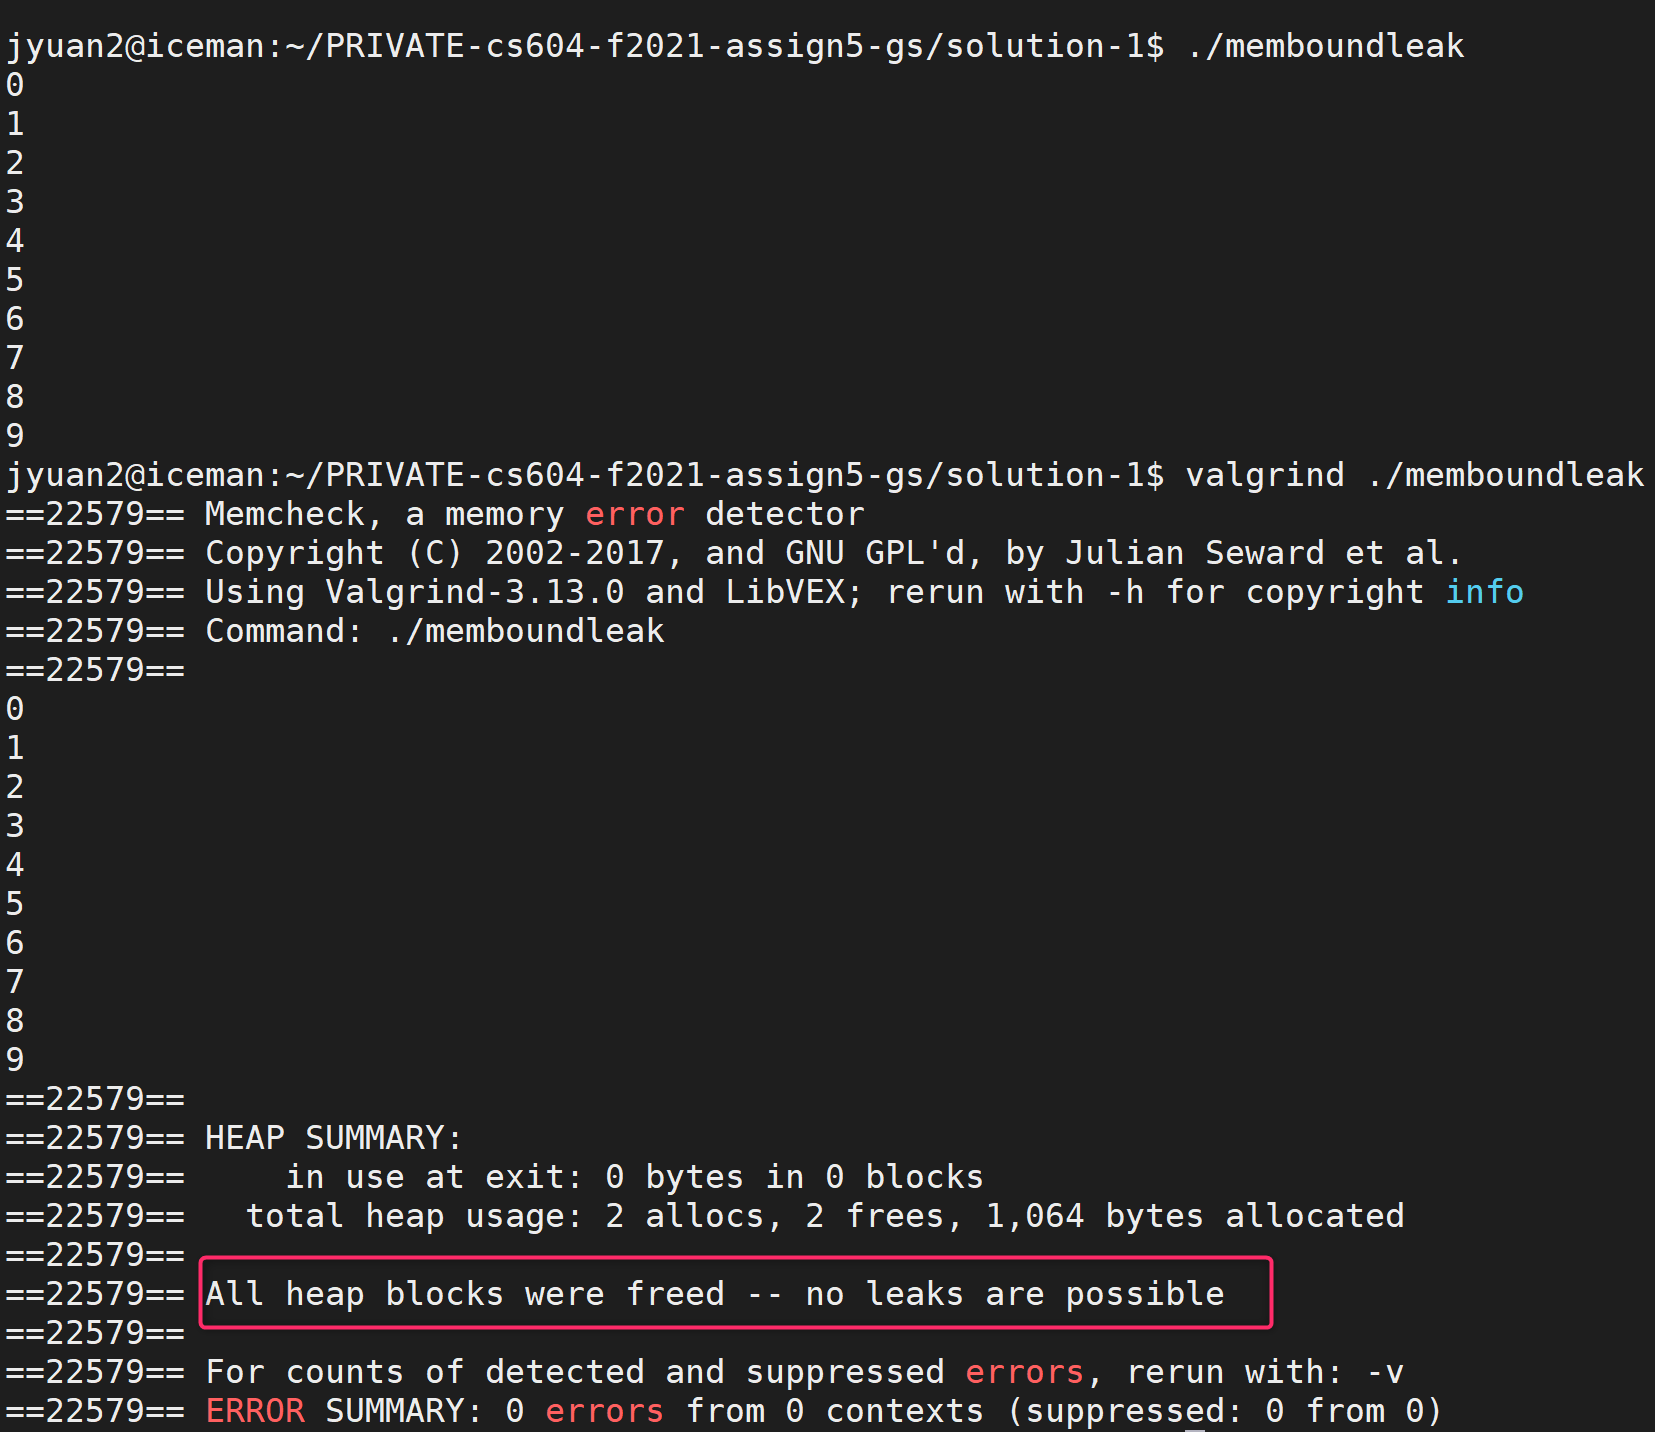 jyuan2@iceman:~/PRIVATE-cs604-f2021-assign5-gs/solution-1$ ./memboundleak
0
1
2
3
4
5
6
7
8
9
jyuan2@iceman:~/PRIVATE-cs604-f2021-assign5-gs/solution-1$ valgrind ./memboundleak
==22579== Memcheck, a memory error detector
==22579== Copyright (C) 2002-2017, and GNU GPL'd, by Julian Seward et al.
==22579== Using Valgrind-3.13.0 and LibVEX; rerun with -h for copyright info
==22579== Command: ./memboundleak
==22579==
0
1
2
3
4
5
6
7
8
9
==22579==
==22579== HEAP SUMMARY:
==22579==     in use at exit: 0 bytes in 0 blocks
==22579==   total heap usage: 2 allocs, 2 frees, 1,064 bytes allocated
==22579==
==22579== All heap blocks were freed -- no leaks are possible
==22579==
==22579== For counts of detected and suppressed errors, rerun with: -v
==22579== ERROR SUMMARY: 0 errors from 0 contexts (suppressed: 0 from 0)